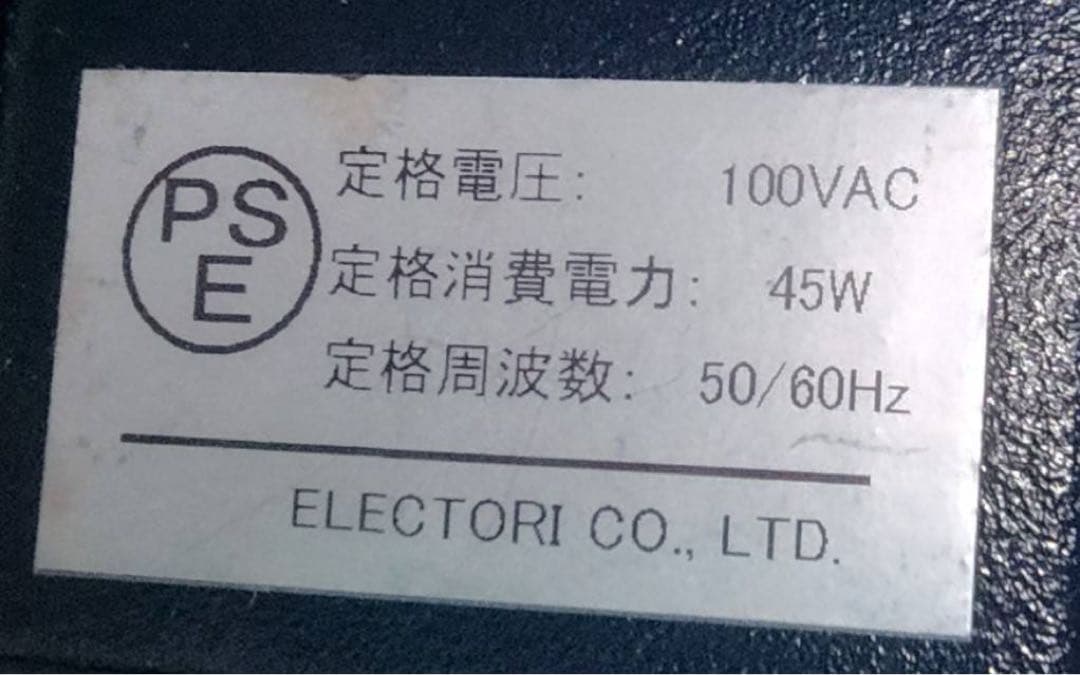 PS
E
定格電圧: 100VAC
定格消費電力: 45W
定格周波数: 50/60Hz
ELECTORI CO., LTD.